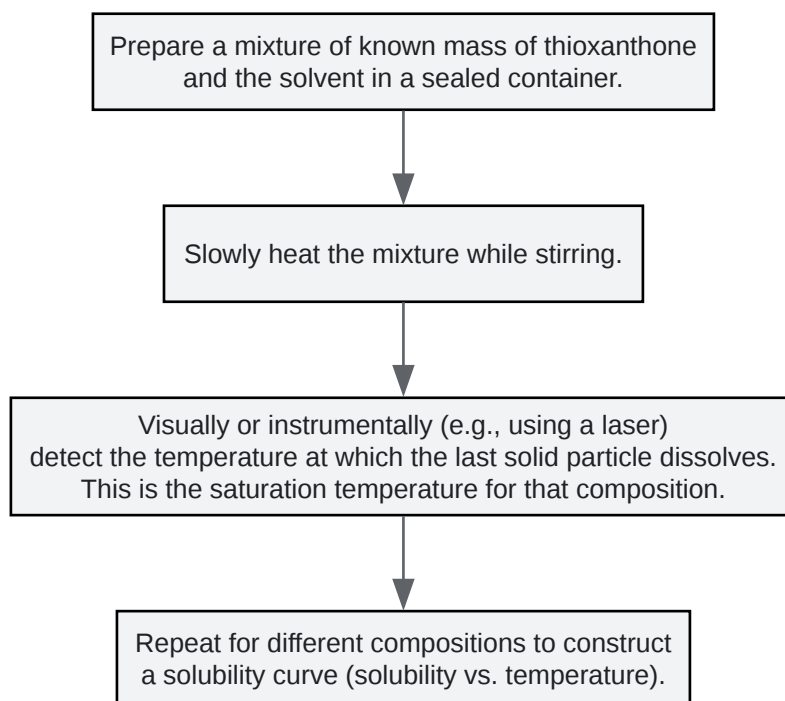 Prepare a mixture of known mass of thioxanthone
and the solvent in a sealed container.
Slowly heat the mixture while stirring.
Visually or instrumentally (e.g., using a laser)
detect the temperature at which the last solid particle dissolves.
This is the saturation temperature for that composition.
Repeat for different compositions to construct
a solubility curve (solubility vs. temperature).